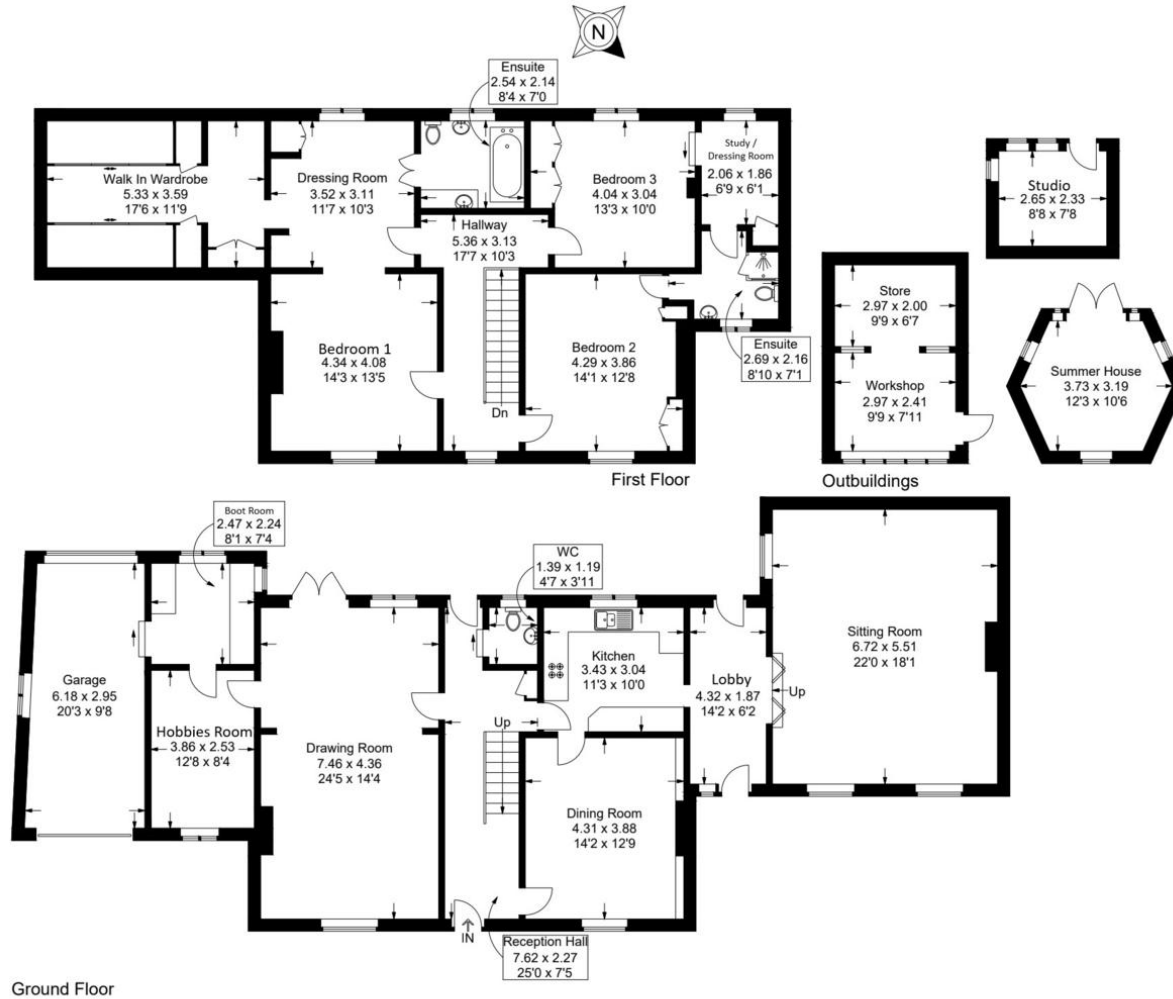 N
Ensuite
2.54 x 2.14
8'4 x 7'0
Walk In Wardrobe
5.33 x 3.59
17'6 x 11'9
Dressing Room
3.52 x 3.11
11'7 x 10'3
Bedroom 3
4.04 x 3.04
13'3 x 10'0
Study /
Dressing Room
2.06 x 1.86
6'9 x 6'1
Hallway
5.36 x 3.13
17'7 x 10'3
Bedroom 1
4.34 x 4.08
14'3 x 13'5
Dn
Bedroom 2
4.29 x 3.86
14'1 x 12'8
Ensuite
2.69 x 2.16
8'10 x 7'1
First Floor
Studio
2.65 x 2.33
8'8 x 7'8
Store
2.97 x 2.00
9'9 x 6'7
Workshop
2.97 x 2.41
9'9 x 7'11
Summer House
3.73 x 3.19
12'3 x 10'6
Outbuildings
Boot Room
2.47 x 2.24
8'1 x 7'4
WC
1.39 x 1.19
4'7 x 3'11
Garage
6.18 x 2.95
20'3 x 9'8
Hobbies Room
3.86 x 2.53
12'8 x 8'4
Drawing Room
7.46 x 4.36
24'5 x 14'4
Up
Kitchen
3.43 x 3.04
11'3 x 10'0
Lobby
4.32 x 1.87
14'2 x 6'2
Up
Sitting Room
6.72 x 5.51
22'0 x 18'1
Dining Room
4.31 x 3.88
14'2 x 12'9
IN
Reception Hall
7.62 x 2.27
25'0 x 7'5
Ground Floor